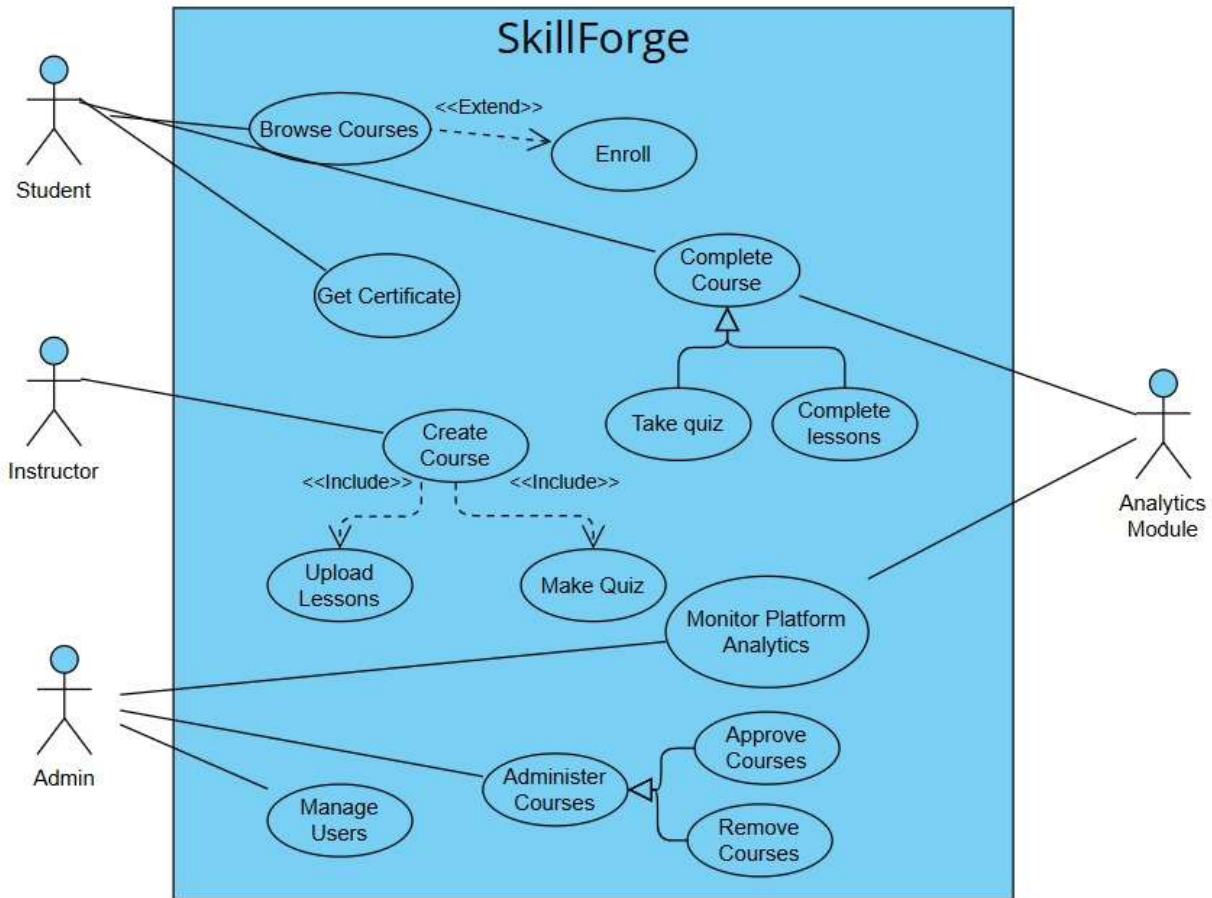 SkillForge
<<Extend>>
Browse Courses
Enroll
Student
Complete
Course
Get Certificate
Take quiz
Complete
lessons
Create
Course
Instructor
<<Include>>
<<Include>>
Analytics
Module
Upload
Lessons
Make Quiz
Monitor Platform
Analytics
Approve
Courses
Admin
Administer
Courses
Manage
Users
Remove
Courses